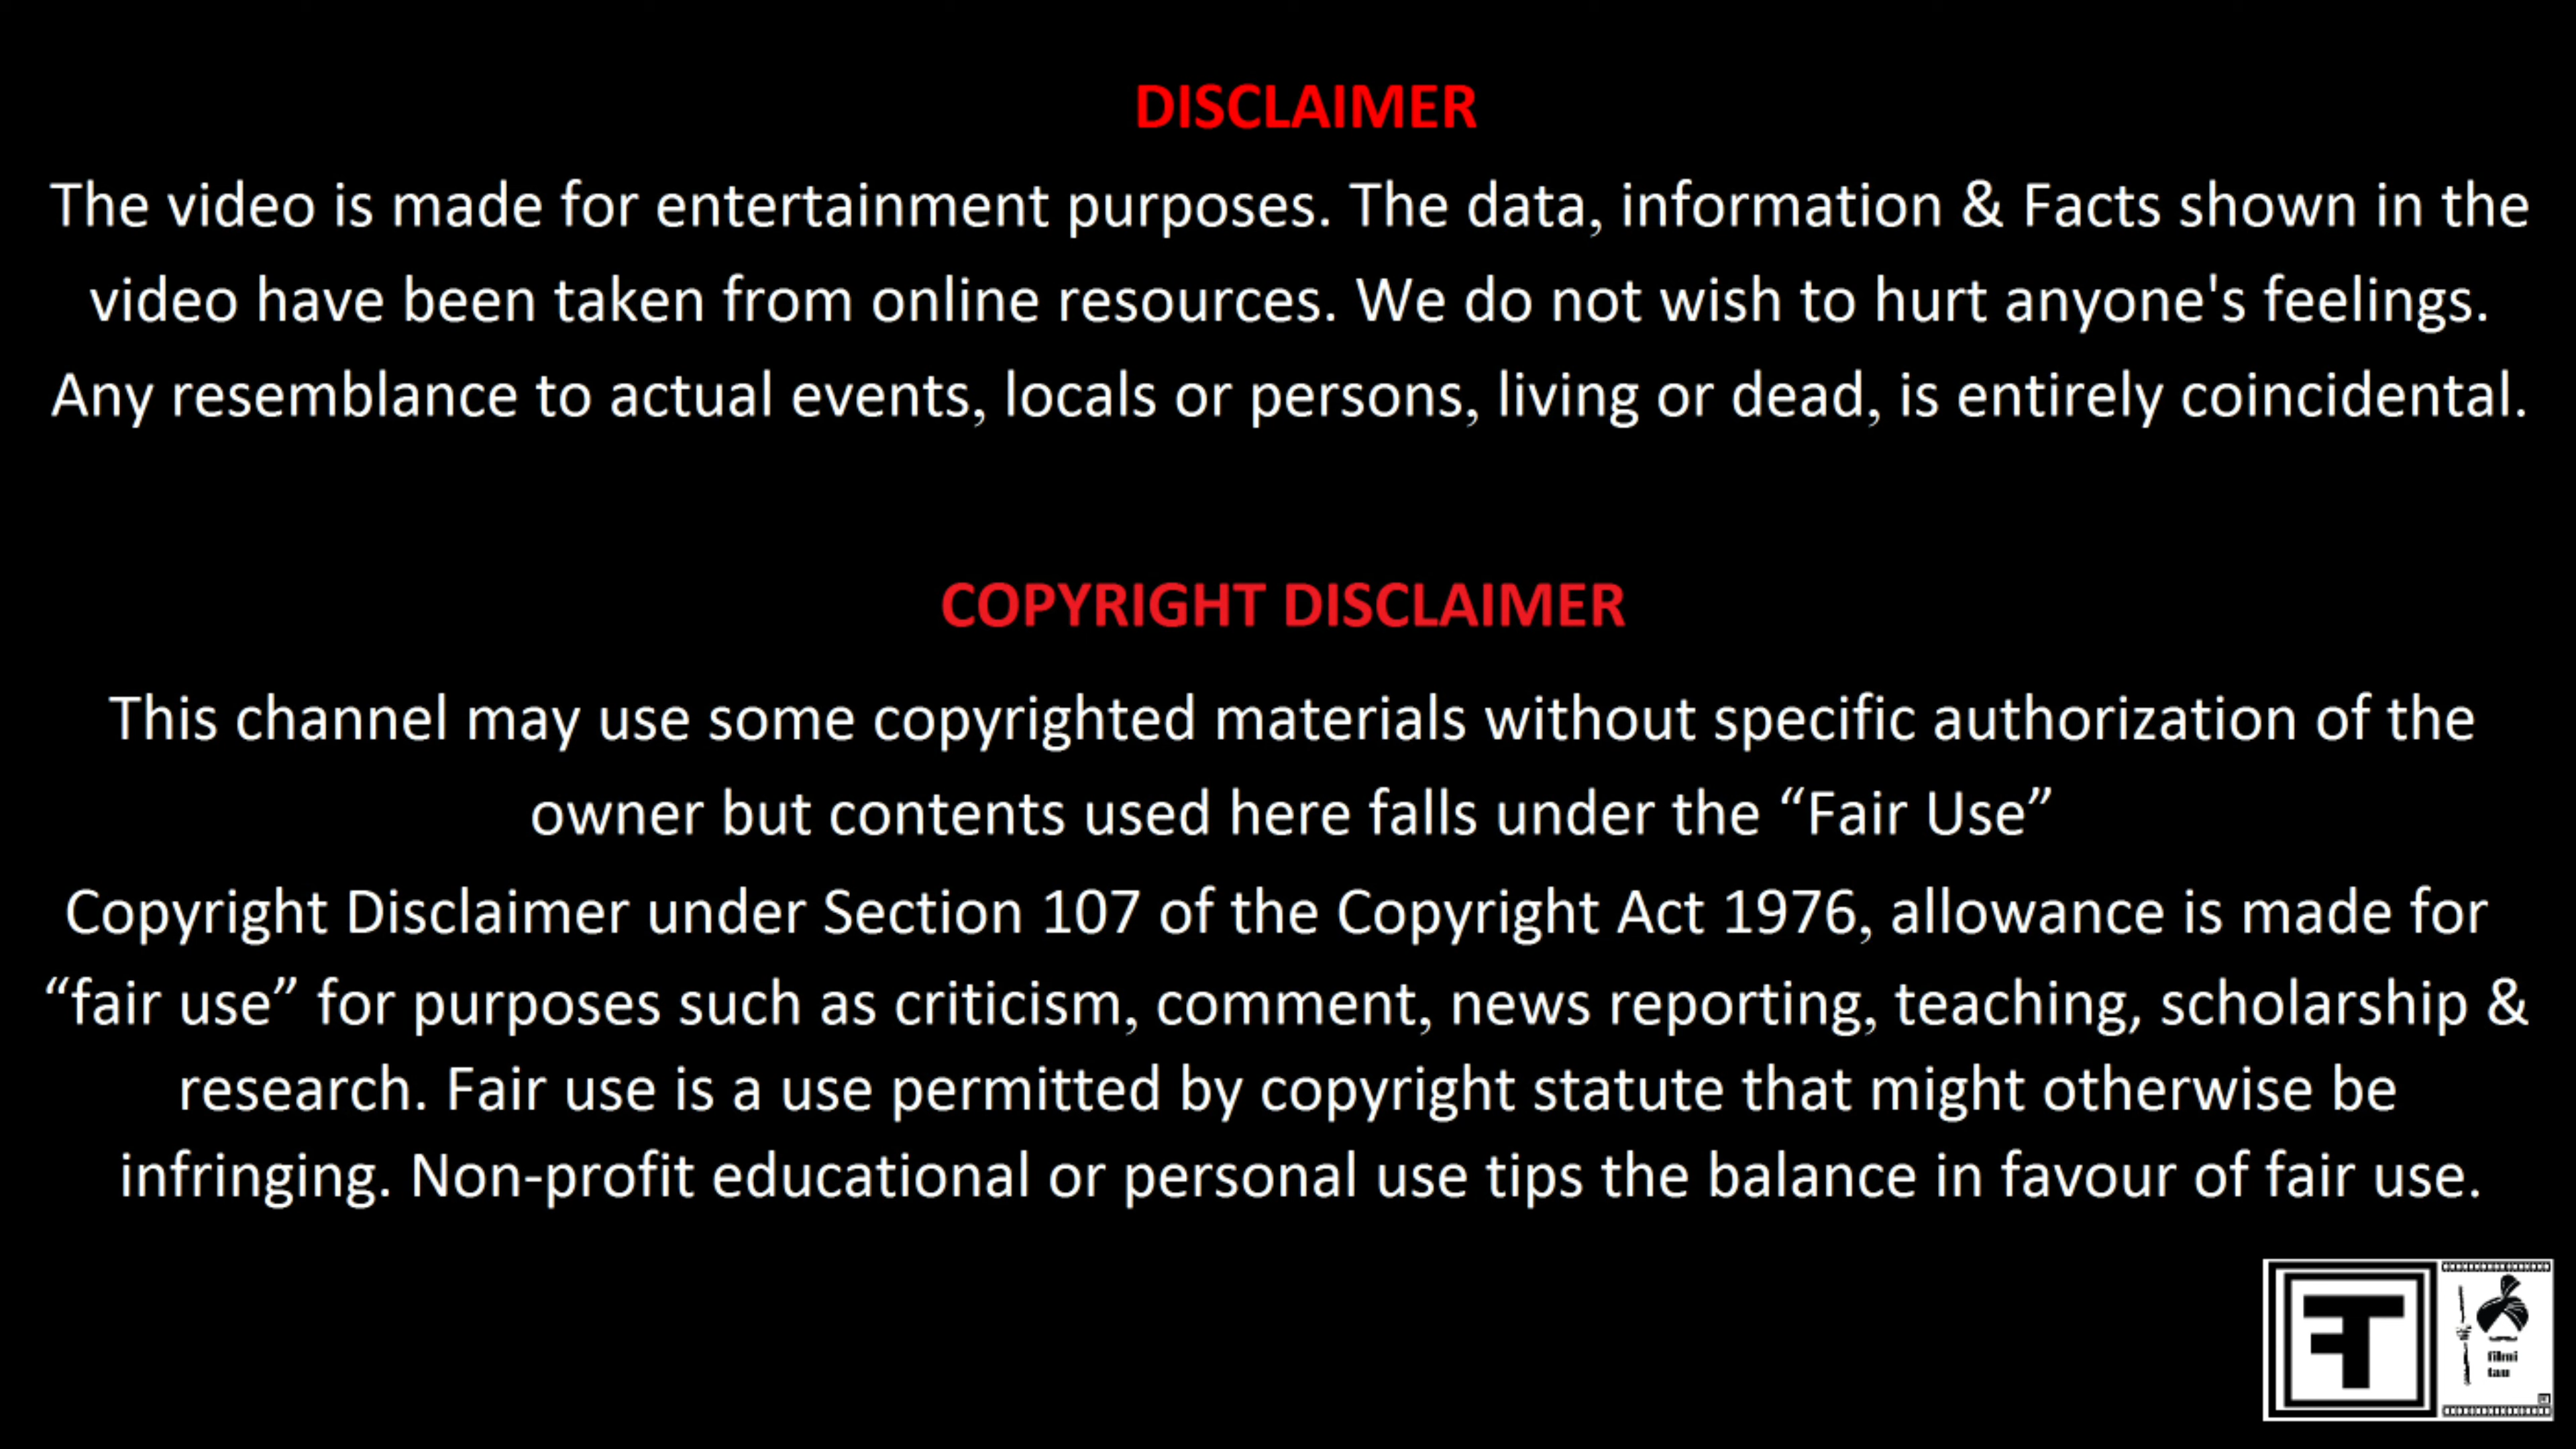 DISCLAIMER
The video is made for entertainment purposes. The data, information & Facts shown in the
video have been taken from online resources. We do not wish to hurt anyone's feelings.
Any resemblance to actual events, locals or persons, living or dead, is entirely coincidental.
COPYRIGHT DISCLAIMER
This channel may use some copyrighted materials without specific authorization of the
owner but contents used here falls under the “Fair Use”
Copyright Disclaimer under Section 107 of the Copyright Act 1976, allowance is made for
“fair use” for purposes such as criticism, comment, news reporting, teaching, scholarship &
research. Fair use is a use permitted by copyright statute that might otherwise be
infringing. Non-profit educational or personal use tips the balance in favour of fair use.
FT
filmi
tau